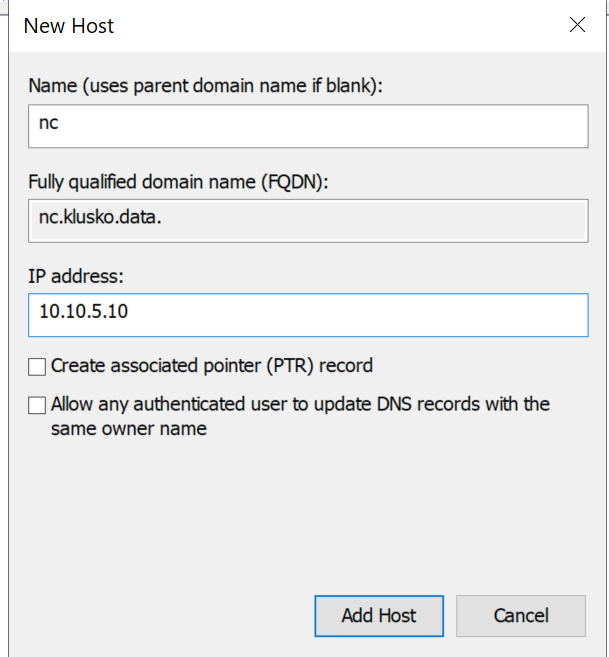 New Host
Name (uses parent domain name if blank):
nc
Fully qualified domain name (FQDN):
nc.klusko.data.
IP address:
10.10.5.10
Create associated pointer (PTR) record
Allow any authenticated user to update DNS records with the
same owner name
Add Host
Cancel